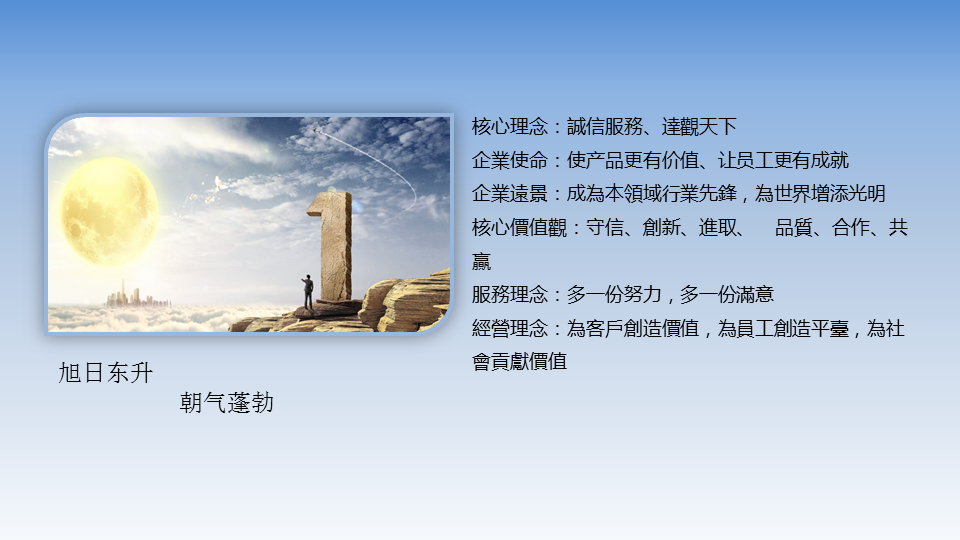 核心理念：誠信服務、達觀天下
企業使命：使产品更有价值、让员工更有成就
企業遠景：成為本領域行業先鋒，為世界增添光明
核心價值觀：守信、創新、進取、　品質、合作、共
贏
服務理念：多一份努力，多一份滿意
經營理念：為客戶創造價值，為員工創造平臺，為社
會貢獻價值
旭日东升
朝气蓬勃